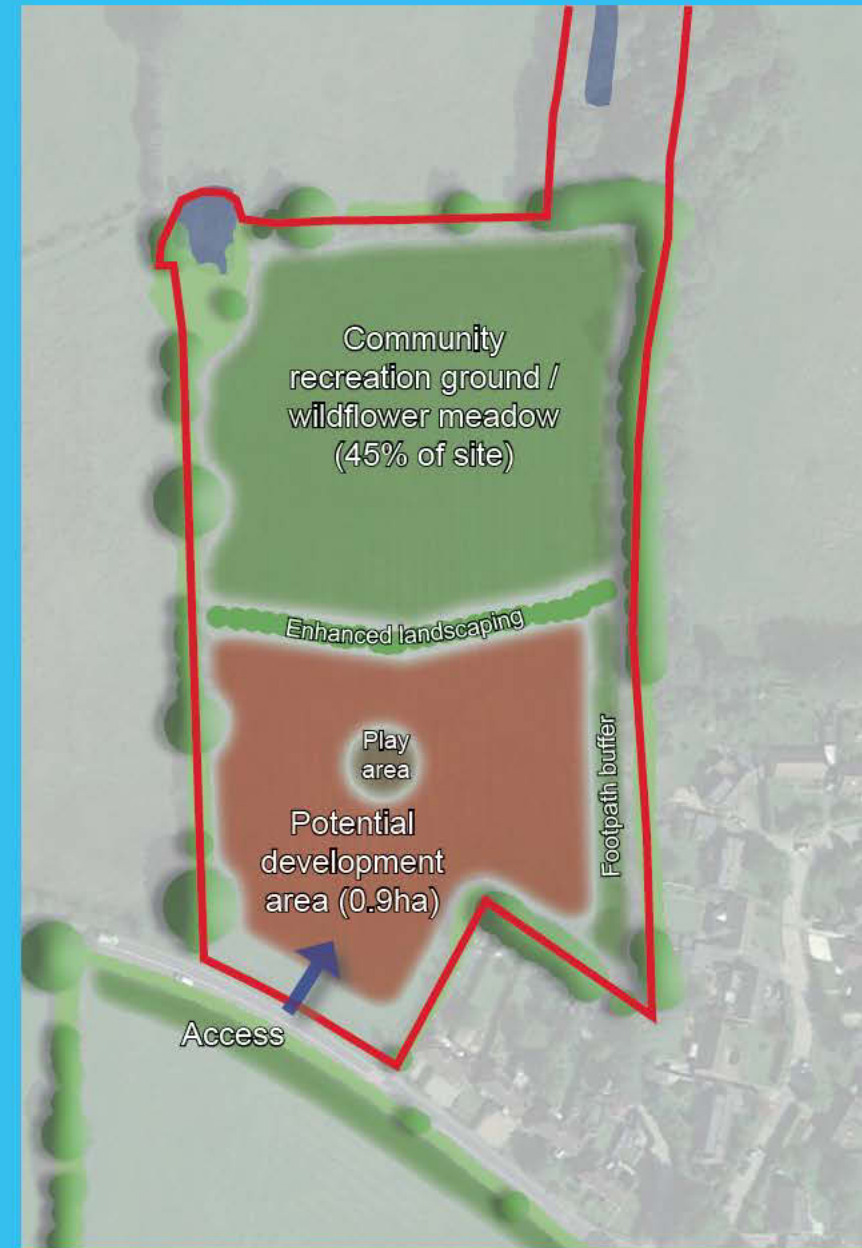 Community
recreation ground /
wildflower meadow
(45% of site)
Enhanced landscaping
Play
area
Potential
development
area (0.9ha)
Footpath buffer
Access